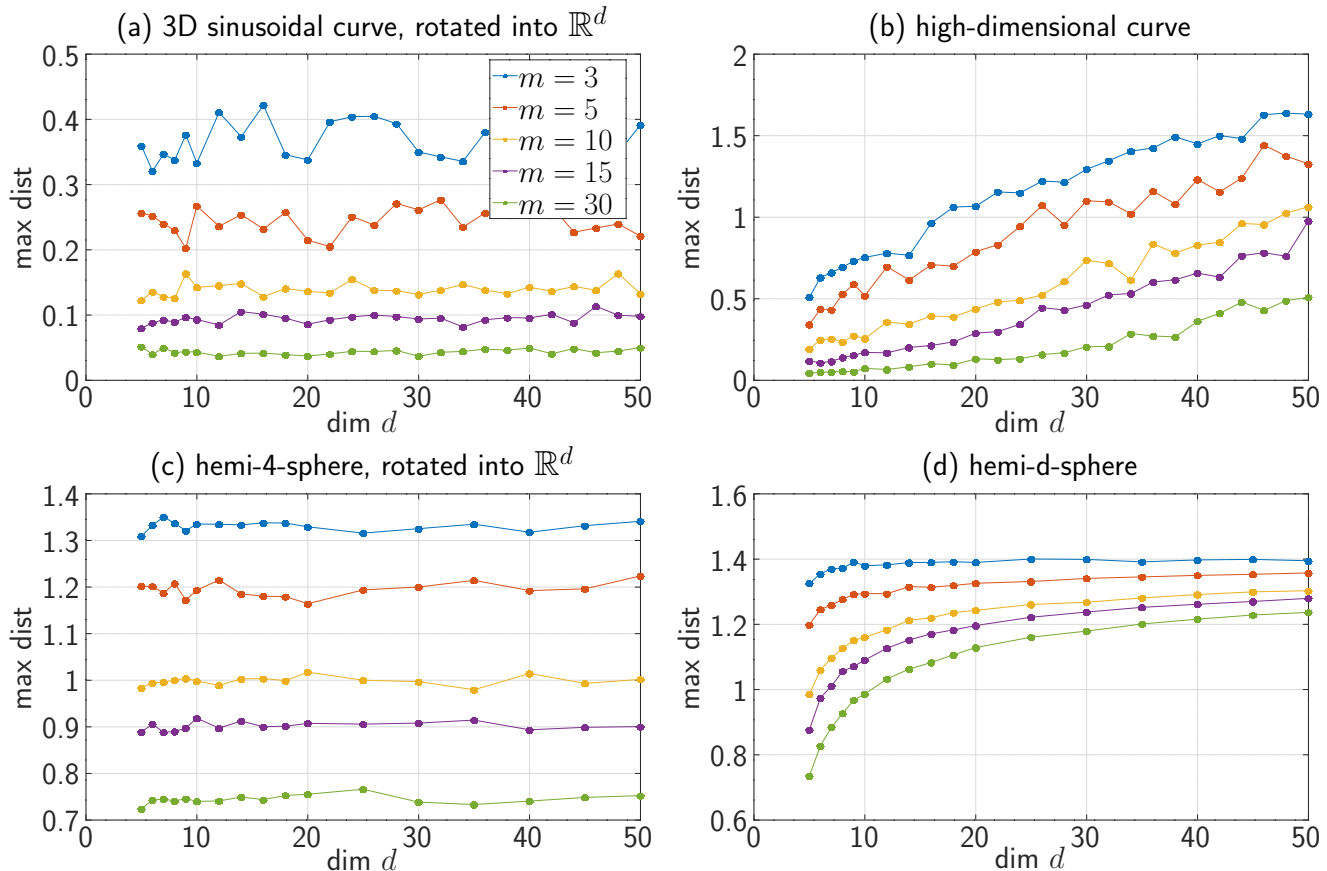 (a) 3D sinusoidal curve, rotated into ℝ^d
0.5
0.4
0.3
0.2
0.1
0
max dist
0 10 20 30 40 50
dim d
m = 3
m = 5
m = 10
m = 15
m = 30
(b) high-dimensional curve
2
1.5
1
0.5
0
max dist
0 10 20 30 40 50
dim d
(c) hemi-4-sphere, rotated into ℝ^d
1.4
1.3
1.2
1.1
1
0.9
0.8
0.7
max dist
0 10 20 30 40 50
dim d
(d) hemi-d-sphere
1.6
1.4
1.2
1
0.8
0.6
max dist
0 10 20 30 40 50
dim d